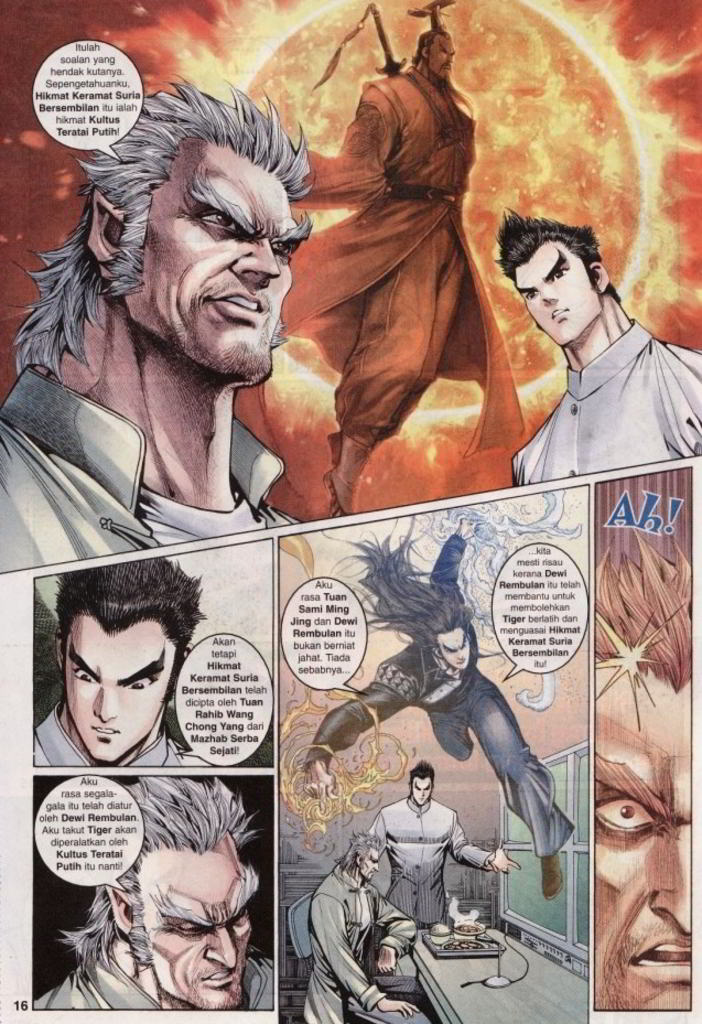 Itulah
soalan yang
hendak kutanya.
Sepengetahuanku,
Hikmat Keramat Suria
Bersembilan itu ialah
hikmat Kultus
Teratai Putih!
Akan
tetapi
Hikmat
Keramat Suria
Bersembilan telah
dicipta oleh Tuan
Rahib Wang
Chong Yang dari
Mazhab Serba
Sejati!
Aku
rasa segala-
gala itu telah diatur
oleh Dewi Rembulan.
Aku takut Tiger akan
diperalatkan oleh
Kultus Teratai
Putih itu nanti!
Aku
rasa Tuan
Sami Ming
Jing dan Dewi
Rembulan itu
bukan berniat
jahat. Tiada
sebabnya...
...kita
mesti risau
kerana Dewi
Rembulan itu telah
membantu untuk
membolehkan
Tiger berlatih dan
menguasai Hikmat
Keramat Suria
Bersembilan
itu!
Ah!
16